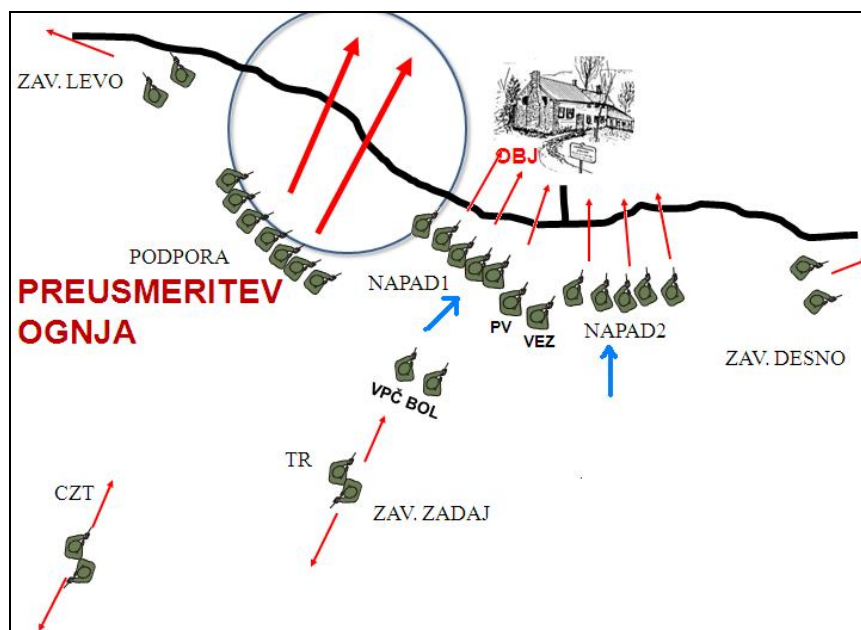 ZAV. LEVO
OBJ
PODPORA
PREUSMERITEV
OGNJA
NAPAD1
PV
VEZ
NAPAD2
ZAV. DESNO
VPČ BOL
TR
ZAV. ZADAJ
CZT